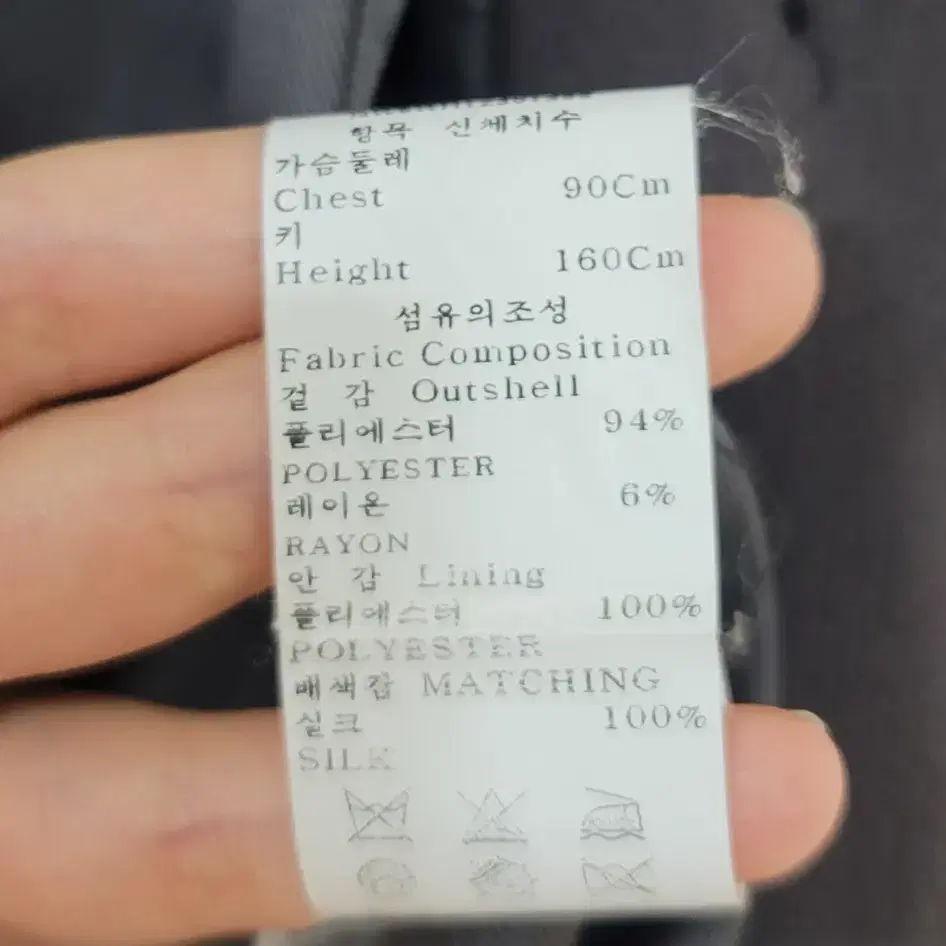 항목 신체치수
가슴둘레
Chest 90Cm
키
Height 160Cm
섬유의조성
Fabric Composition
겉 감 Outshell
폴리에스터 94%
POLYESTER
레이온 6%
RAYON
안 감 Lining
폴리에스터 100%
POLYESTER
배색감 MATCHING
실크 100%
SILK